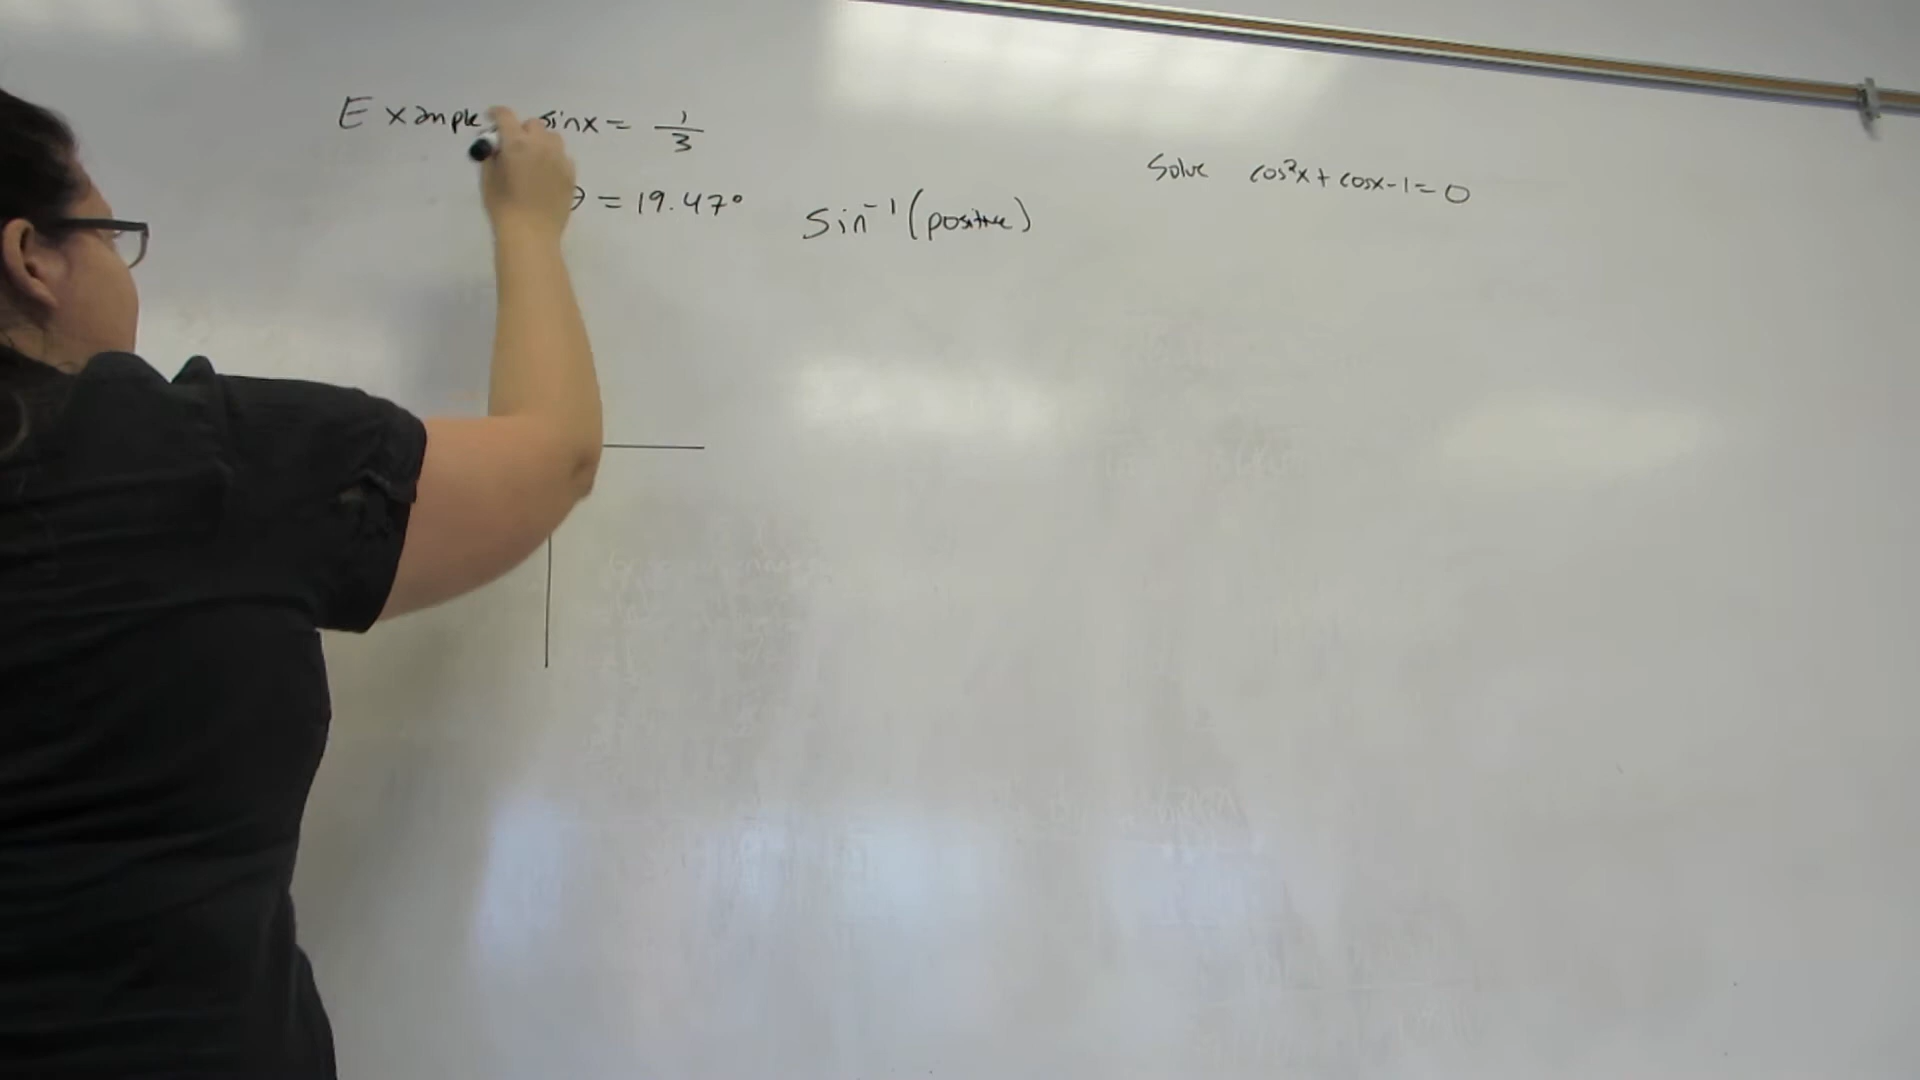 Example sinx = 1/3
θ = 19.47°
Sin⁻¹(positive)
Solve cos²x + cosx - 1 = 0